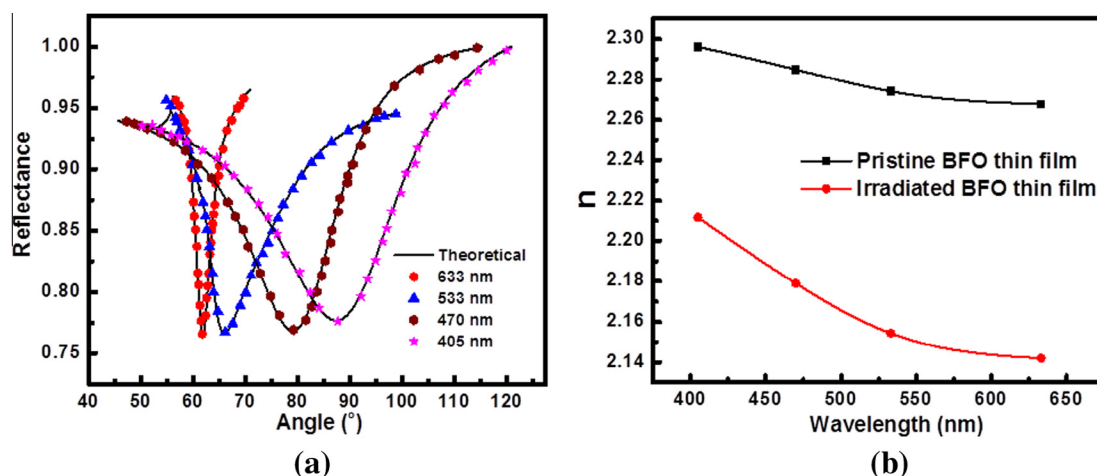 1.00
0.95
0.90
0.85
0.80
0.75
Reflectance
Theoretical
633 nm
533 nm
470 nm
405 nm
40 50 60 70 80 90 100 110 120
Angle (°)
(a)
2.30
2.28
2.26
2.24
2.22
2.20
2.18
2.16
2.14
n
Pristine BFO thin film
Irradiated BFO thin film
400 450 500 550 600 650
Wavelength (nm)
(b)